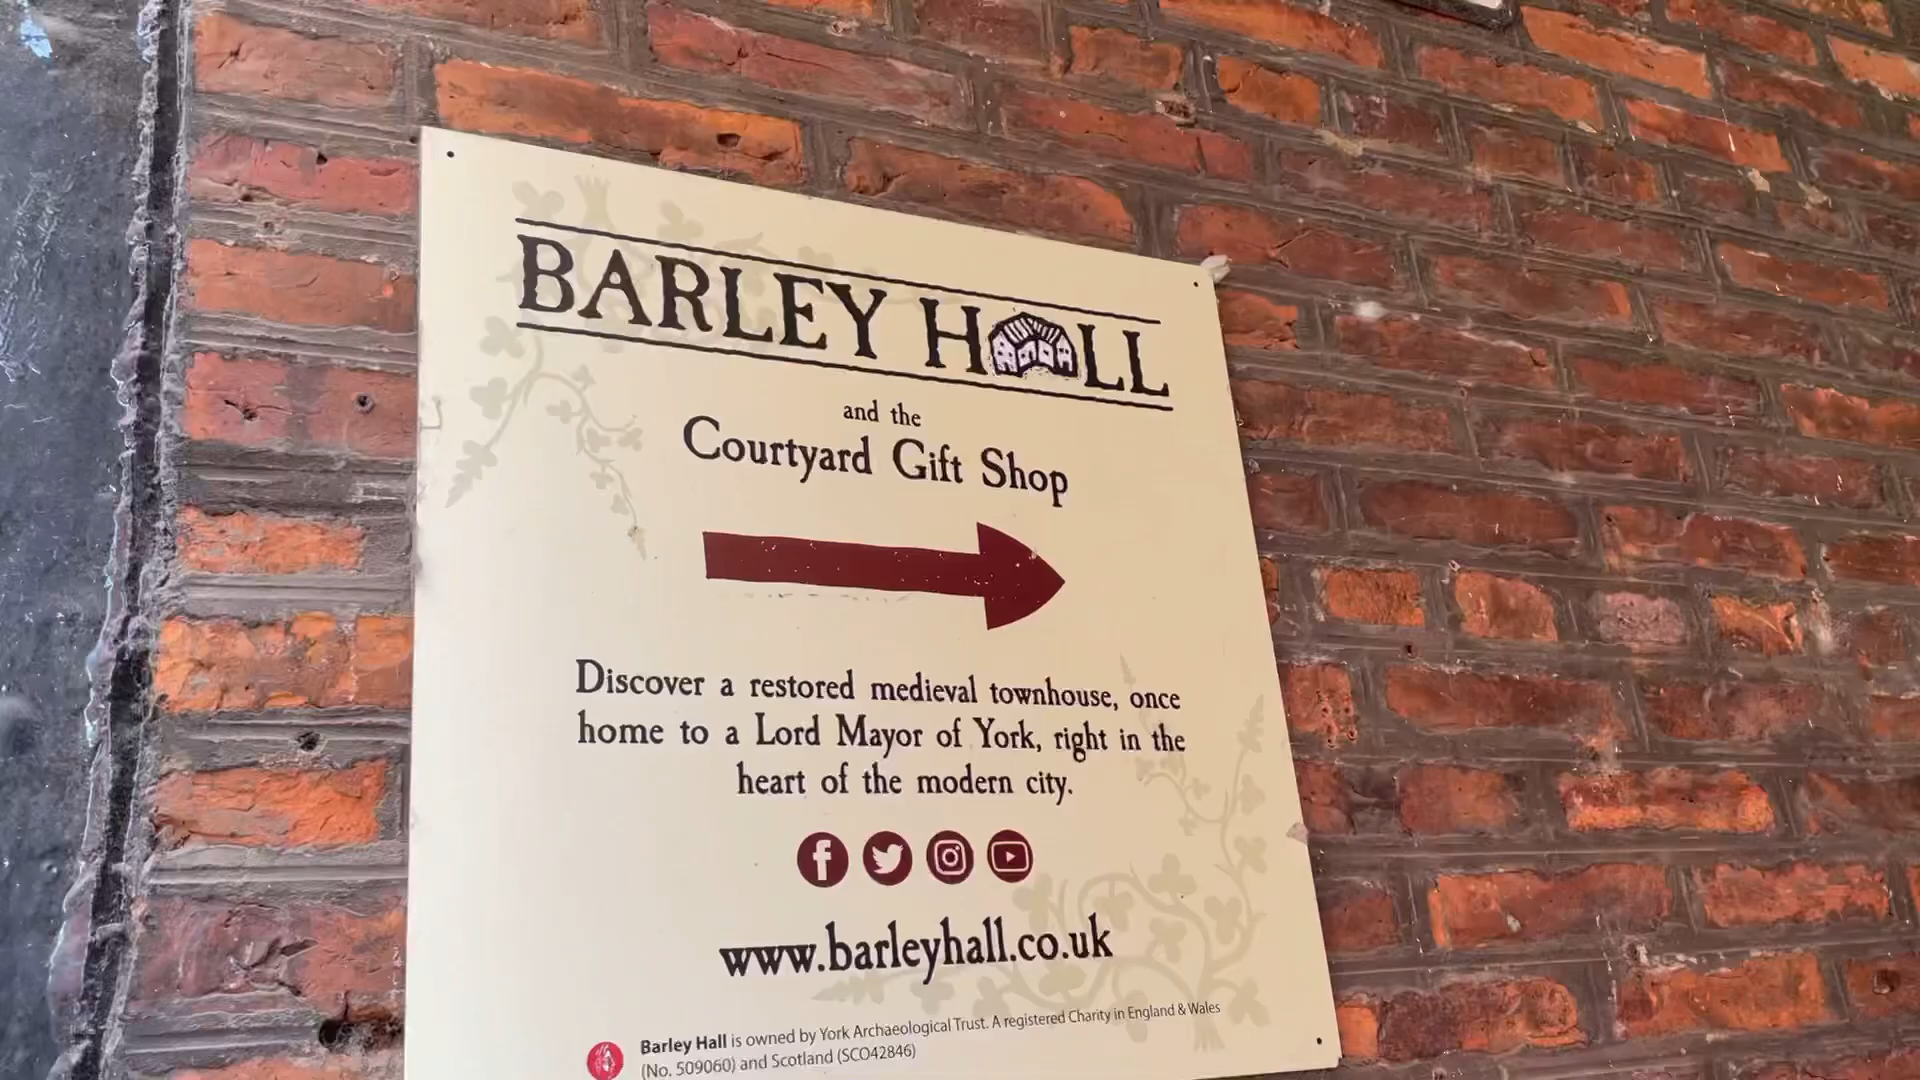 BARLEY HALL
and the
Courtyard Gift Shop
Discover a restored medieval townhouse, once
home to a Lord Mayor of York, right in the
heart of the modern city.
www.barleyhall.co.uk
Barley Hall is owned by York Archaeological Trust. A registered Charity in England & Wales
(No. 509060) and Scotland (SCO42846)